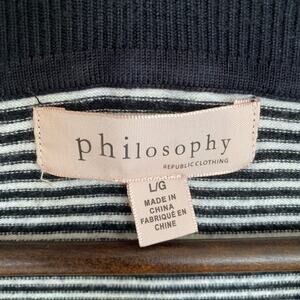 philosophy
REPUBLIC CLOTHING
L/G
MADE IN
CHINA
FABRIQUÉ EN
CHINE